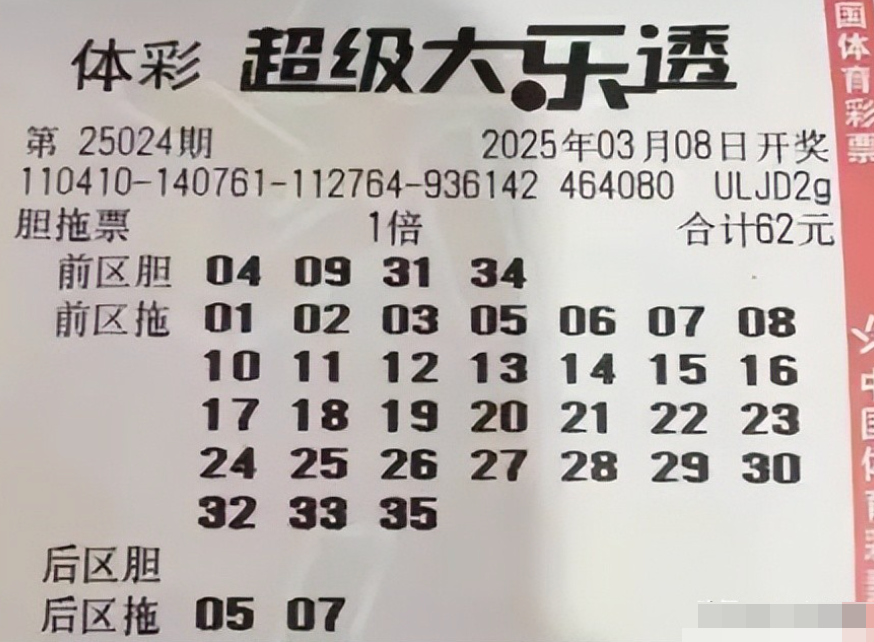 体彩 超级大乐透
第 25024期 2025年03月08日开奖
110410-140761-112764-936142 464080 ULJD2g
胆拖票 1倍 合计62元
前区胆 04 09 31 34
前区拖 01 02 03 05 06 07 08
10 11 12 13 14 15 16
17 18 19 20 21 22 23
24 25 26 27 28 29 30
32 33 35
后区胆
后区拖 05 07
国体育彩票
中国体育彩票